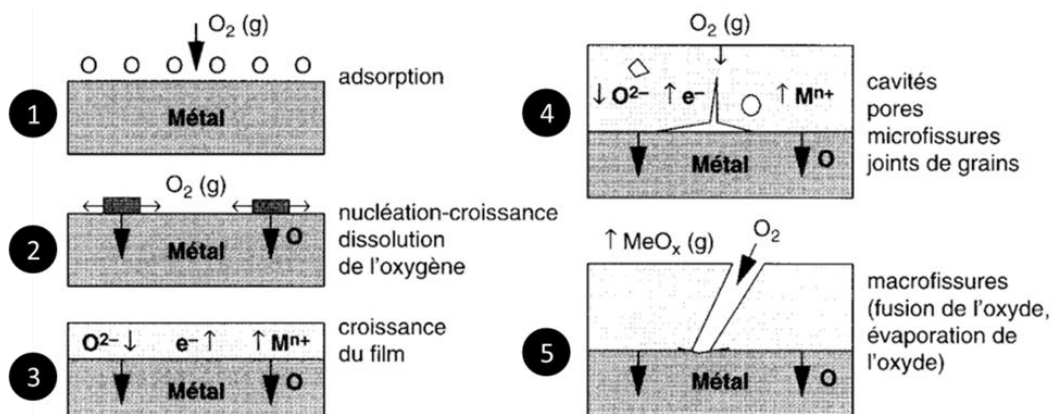 O₂ (g)
O O O O O O
adsorption
1
Métal
O₂ (g)
nucléation-croissance
dissolution
de l'oxygène
2
Métal
O
croissance
du film
O²⁻ ↓ e⁻ ↑ ↑ Mⁿ⁺
3
Métal
O
O₂ (g)
↓ O²⁻ ↑ e⁻ ↑ Mⁿ⁺
cavités
pores
microfissures
joints de grains
4
Métal
O
↑ MeOₓ (g)
O₂
macrofissures
(fusion de l'oxyde,
évaporation de
l'oxyde)
5
Métal
O